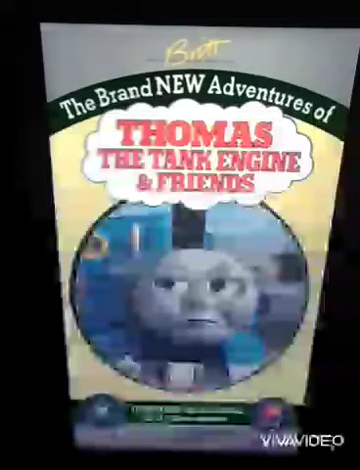 Britt
The Brand NEW Adventures of
THOMAS
THE TANK ENGINE
& FRIENDS
VIVAVIDEO